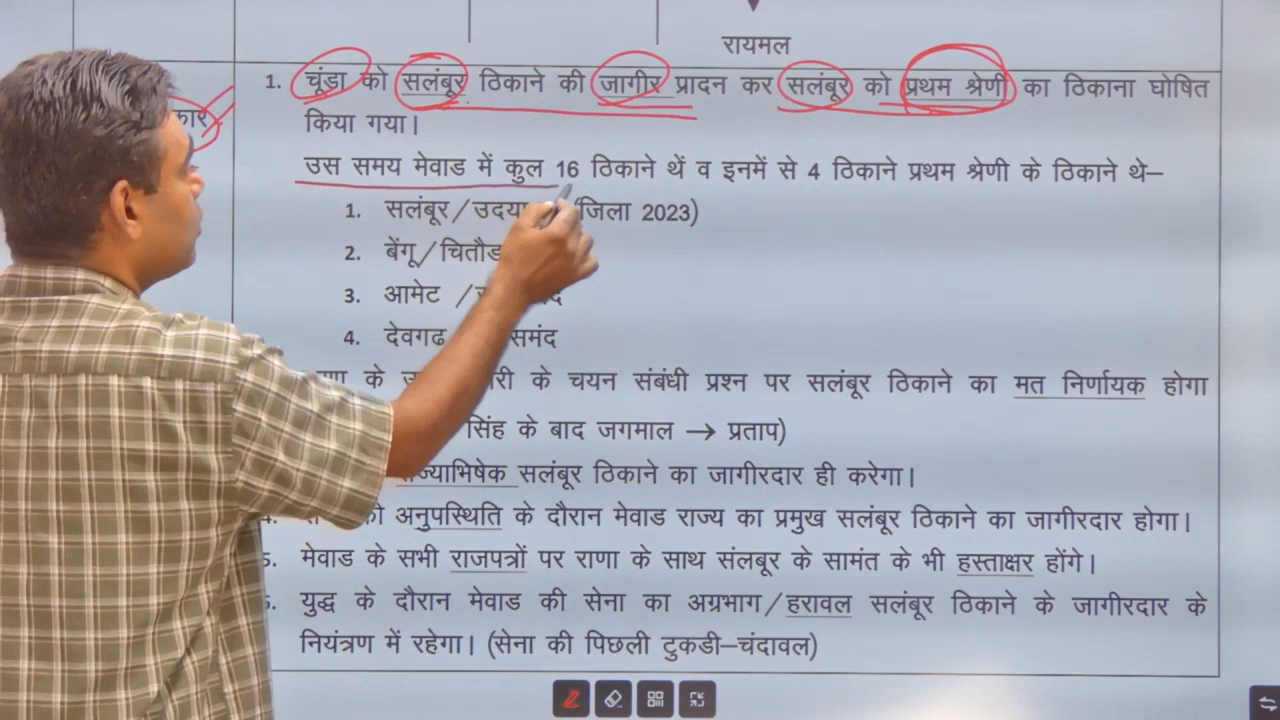 रायमल
कार
1. चूंडा को सलंबूर ठिकाने की जागीर प्रादन कर सलंबूर को प्रथम श्रेणी का ठिकाना घोषित
किया गया।
उस समय मेवाड में कुल 16 ठिकाने थें व इनमें से 4 ठिकाने प्रथम श्रेणी के ठिकाने थे–
1. सलंबूर/उदया (जिला 2023)
2. बेंगू/चितौड
3. आमेट /
4. देवगढ समंद
के के चयन संबंधी प्रश्न पर सलंबूर ठिकाने का मत निर्णायक होगा
सिंह के बाद जगमाल → प्रताप)
राज्याभिषेक सलंबूर ठिकाने का जागीरदार ही करेगा।
अनुपस्थिति के दौरान मेवाड राज्य का प्रमुख सलंबूर ठिकाने का जागीरदार होगा।
5. मेवाड के सभी राजपत्रों पर राणा के साथ संलबूर के सामंत के भी हस्ताक्षर होंगे।
युद्ध के दौरान मेवाड की सेना का अग्रभाग/हरावल सलंबूर ठिकाने के जागीरदार के
नियंत्रण में रहेगा। (सेना की पिछली टुकडी–चंदावल)